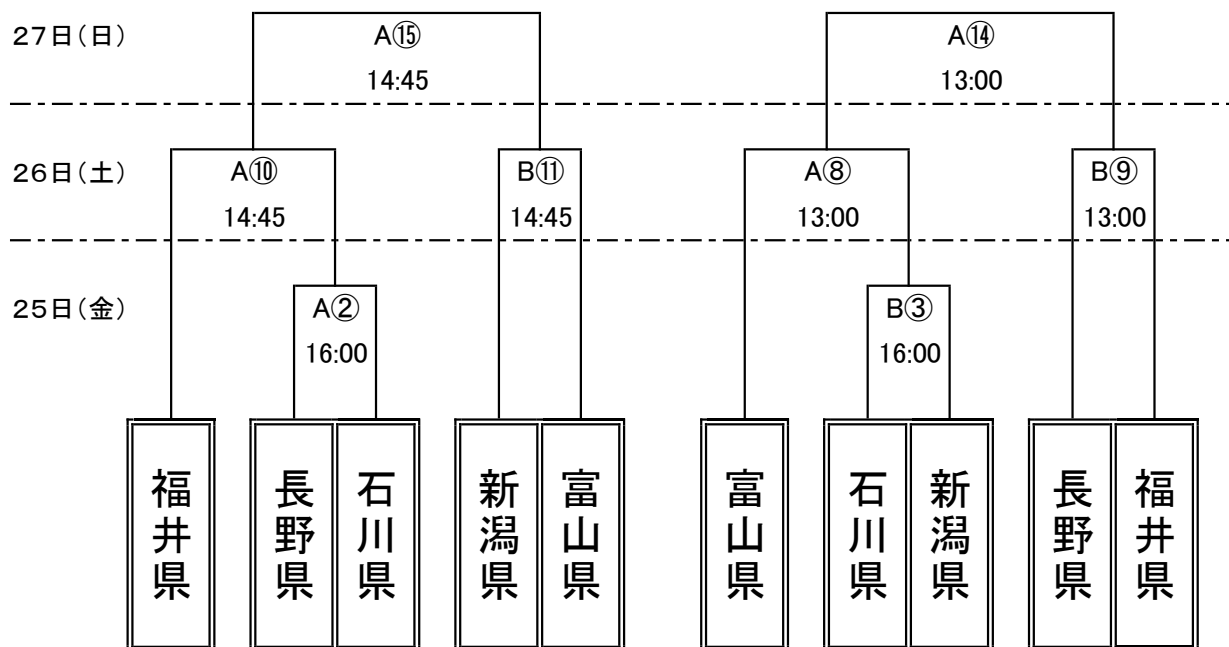 27日(日)
A⑮
14:45
A⑭
13:00
26日(土)
A⑩
14:45
B⑪
14:45
A⑧
13:00
B⑨
13:00
25日(金)
A②
16:00
B③
16:00
福井県
長野県
石川県
新潟県
富山県
富山県
石川県
新潟県
長野県
福井県